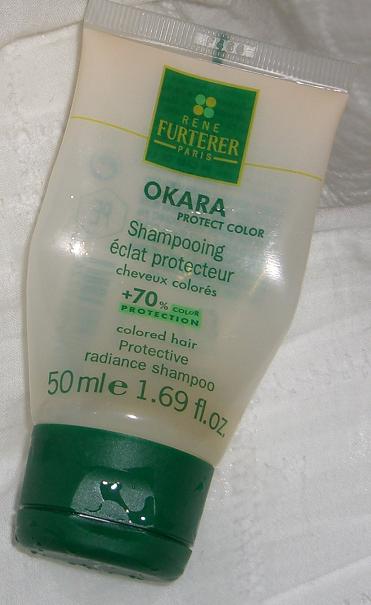 RENE
FURTERER
PARIS
OKARA
PROTECT COLOR
Shampooing
éclat protecteur
cheveux colorés
+70% COLOR
PROTECTION
colored hair
Protective
radiance shampoo
50 ml e 1.69 fl.oz.